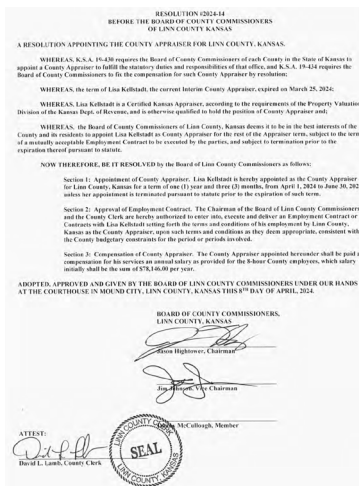 RESOLUTION #2024-14
BEFORE THE BOARD OF COUNTY COMMISSIONERS
OF LINN COUNTY KANSAS
A RESOLUTION APPOINTING THE COUNTY APPRAISER FOR LINN COUNTY, KANSAS.
WHEREAS, K.S.A. 19-430 requires the Board of County Commissioners of each County in the State of Kansas to
appoint a County Appraiser to fulfill the statutory duties and responsibilities of that office, and K.S.A. 19-434 requires the
Board of County Commissioners to fix the compensation for such County Appraiser by resolution;
WHEREAS, the term of Lisa Kellstadt, the current Interim County Appraiser, expired on March 25, 2024;
WHEREAS, Lisa Kellstadt is a Certified Kansas Appraiser, according to the requirements of the Property Valuation
Division of the Kansas Dept. of Revenue, and is otherwise qualified to hold the position of County Appraiser and;
WHEREAS, the Board of County Commissioners of Linn County, Kansas deems it to be in the best interests of the
County and its residents to appoint Lisa Kellstadt as County Appraiser for the rest of the Appraiser term, subject to the term
of a mutually acceptable Employment Contract to be executed by the parties, and subject to termination prior to the
expiration thereof pursuant to statute.
NOW THEREFORE, BE IT RESOLVED by the Board of Linn County Commissioners as follows:
Section 1: Appointment of County Appraiser. Lisa Kellstadt is hereby appointed as the County Appraiser
for Linn County, Kansas for a term of one (1) year and three (3) months, from April 1, 2024 to June 30, 202
unless her appointment is terminated pursuant to statute prior to the expiration of such term.
Section 2: Approval of Employment Contract. The Chairman of the Board of Linn County Commissioners
and the County Clerk are hereby authorized to enter into, execute and deliver an Employment Contract or
Contracts with Lisa Kellstadt setting forth the terms and conditions of his employment by Linn County,
Kansas as the County Appraiser, upon such terms and conditions as they deem appropriate, consistent with
the County budgetary constraints for the period or periods involved.
Section 3: Compensation of County Appraiser. The County Appraiser appointed hereunder shall be paid a
compensation for his services an annual salary as provided for the 8-hour County employees, which salary
initially shall be the sum of $78,146.00 per year.
ADOPTED, APPROVED AND GIVEN BY THE BOARD OF LINN COUNTY COMMISSIONERS UNDER OUR HANDS
AT THE COURTHOUSE IN MOUND CITY, LINN COUNTY, KANSAS THIS 8TH DAY OF APRIL, 2024.
BOARD OF COUNTY COMMISSIONERS,
LINN COUNTY, KANSAS
Jason Hightower, Chairman
Jim Johnson, Vice Chairman
McCullough, Member
ATTEST:
David L. Lamb, County Clerk
COUNTY CLERK
SEAL
LINN COUNTY, KANSAS